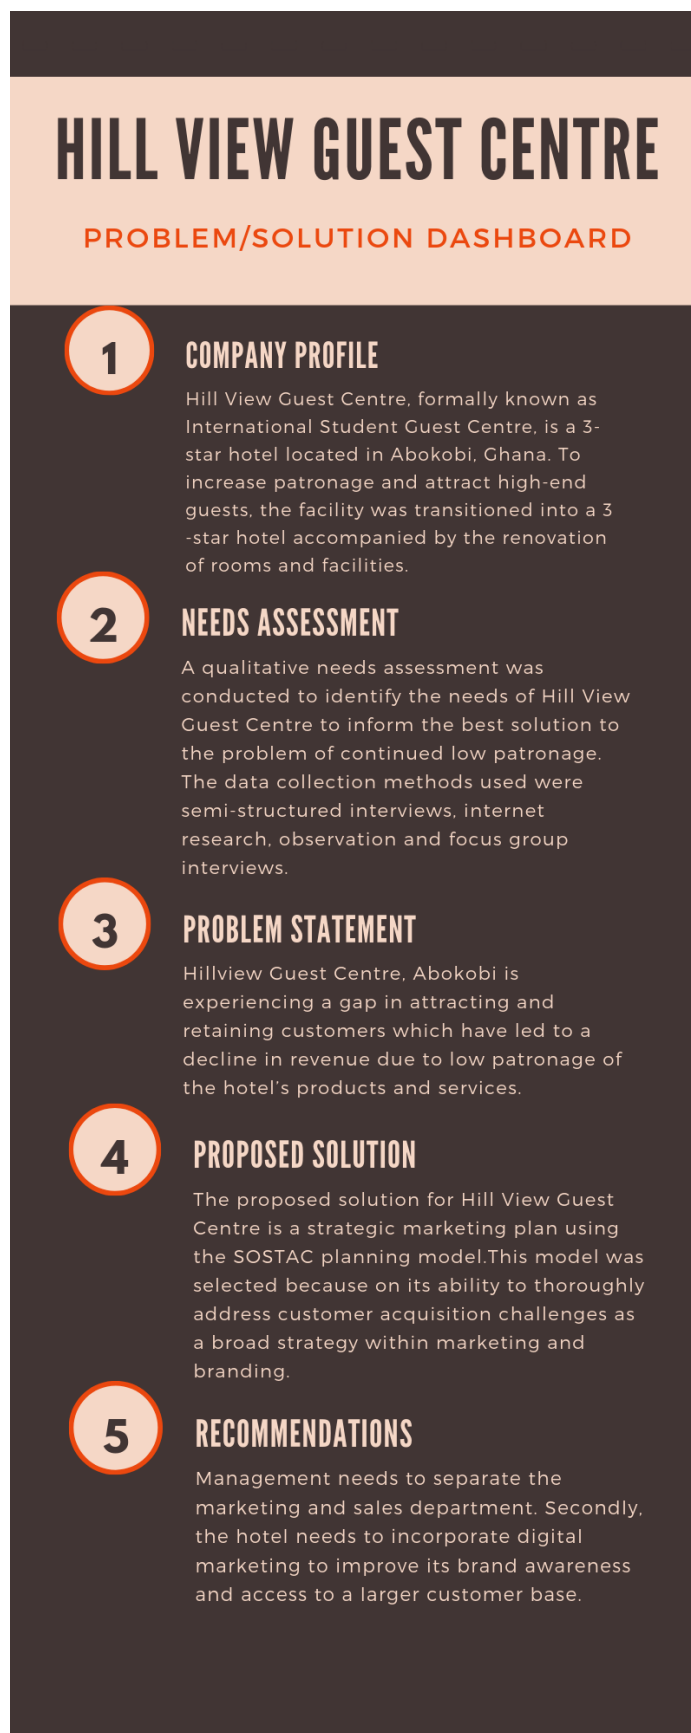 HILL VIEW GUEST CENTRE
PROBLEM/SOLUTION DASHBOARD
1
COMPANY PROFILE
Hill View Guest Centre, formally known as
International Student Guest Centre, is a 3-
star hotel located in Abokobi, Ghana. To
increase patronage and attract high-end
guests, the facility was transitioned into a 3
-star hotel accompanied by the renovation
of rooms and facilities.
2
NEEDS ASSESSMENT
A qualitative needs assessment was
conducted to identify the needs of Hill View
Guest Centre to inform the best solution to
the problem of continued low patronage.
The data collection methods used were
semi-structured interviews, internet
research, observation and focus group
interviews.
3
PROBLEM STATEMENT
Hillview Guest Centre, Abokobi is
experiencing a gap in attracting and
retaining customers which have led to a
decline in revenue due to low patronage of
the hotel's products and services.
4
PROPOSED SOLUTION
The proposed solution for Hill View Guest
Centre is a strategic marketing plan using
the SOSTAC planning model.This model was
selected because on its ability to thoroughly
address customer acquisition challenges as
a broad strategy within marketing and
branding.
5
RECOMMENDATIONS
Management needs to separate the
marketing and sales department. Secondly,
the hotel needs to incorporate digital
marketing to improve its brand awareness
and access to a larger customer base.